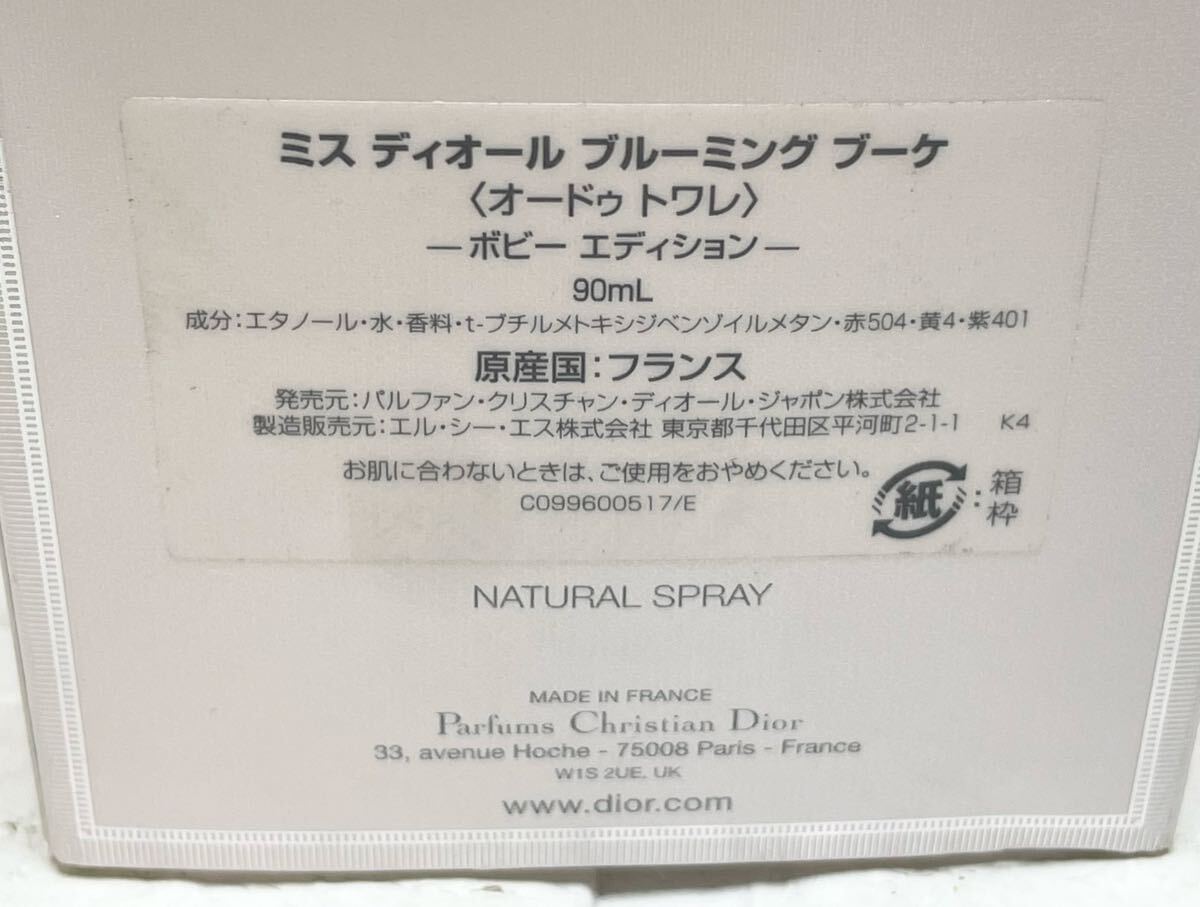 ミス ディオール ブルーミング ブーケ
〈オードゥ トワレ〉
― ボビー エディション ―
90mL
成分：エタノール・水・香料・t-ブチルメトキシジベンゾイルメタン・赤504・黄4・紫401
原産国：フランス
発売元：パルファン・クリスチャン・ディオール・ジャポン株式会社
製造販売元：エル・シー・エス株式会社 東京都千代田区平河町2-1-1 K4
お肌に合わないときは、ご使用をおやめください。
C099600517/E
紙：箱
枠
NATURAL SPRAY
MADE IN FRANCE
Parfums Christian Dior
33, avenue Hoche - 75008 Paris - France
W1S 2UE, UK
www.dior.com